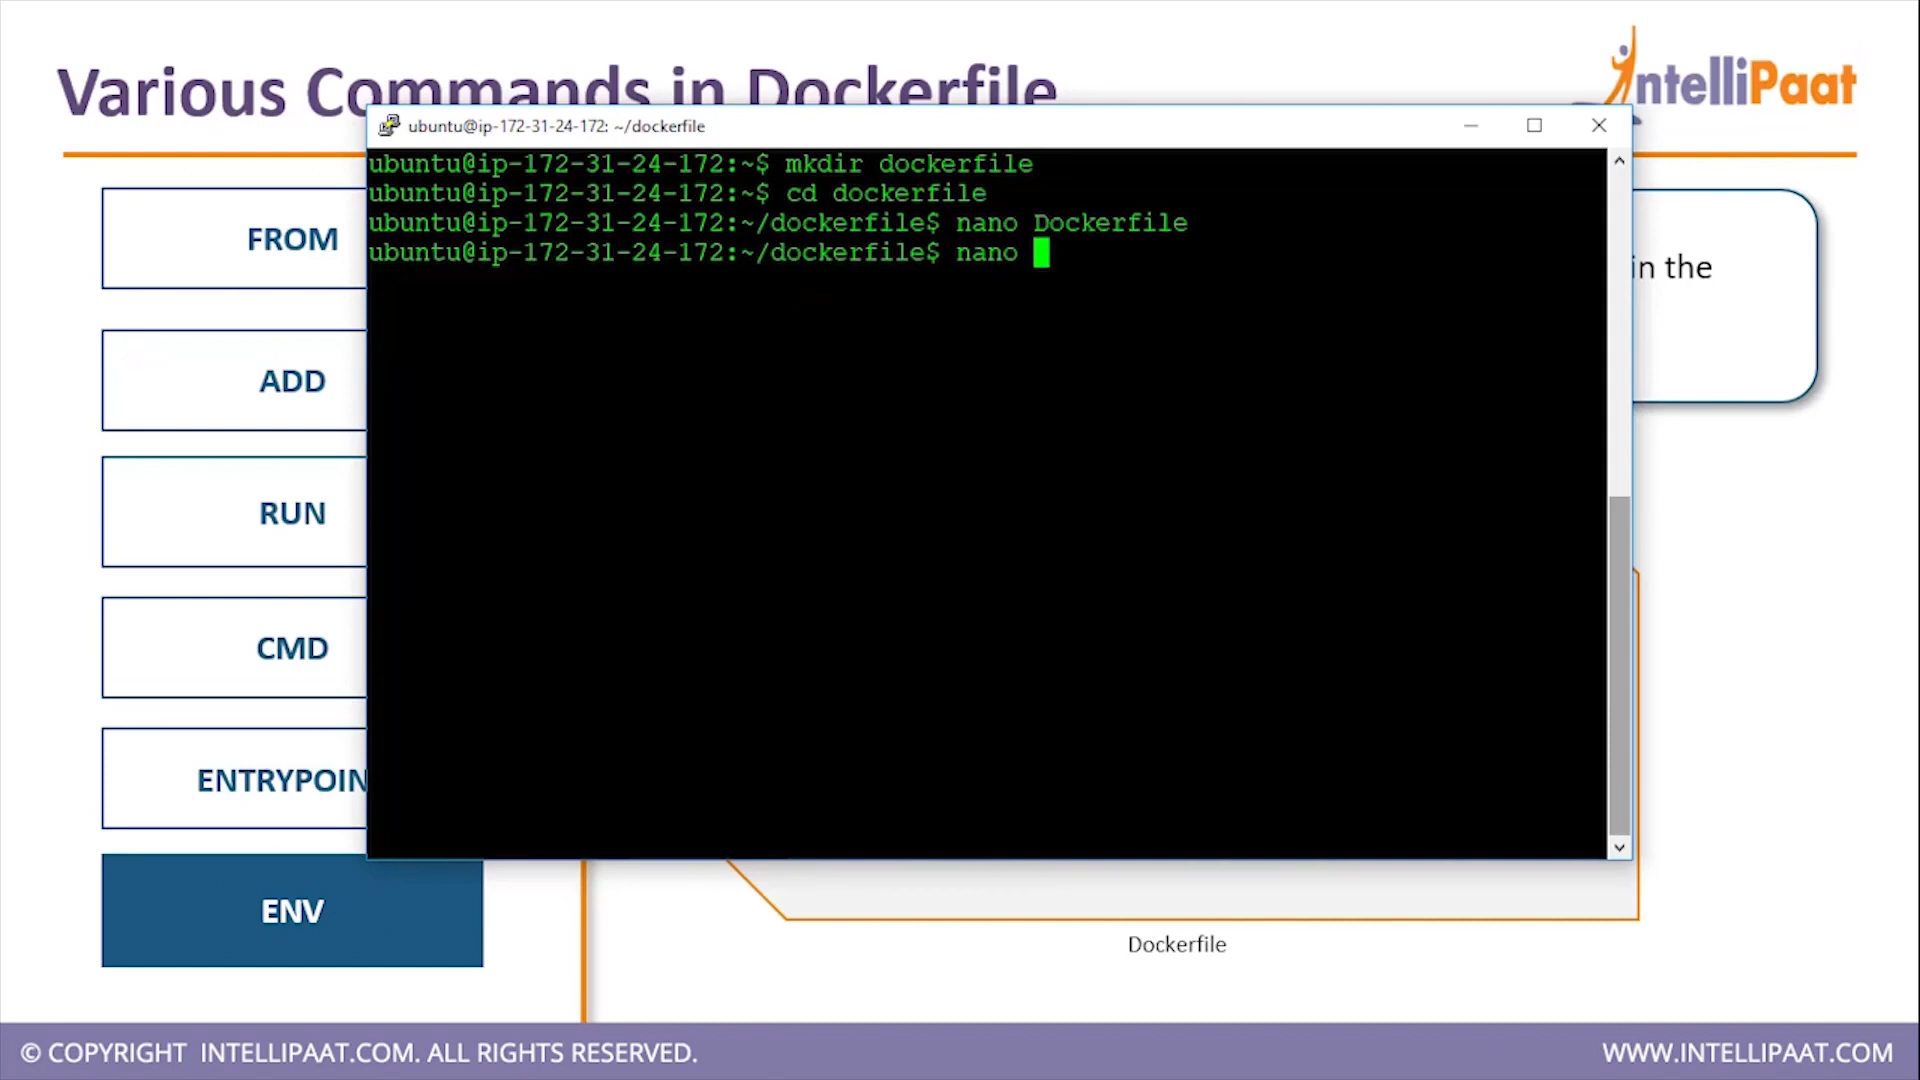 Various Commands in Dockerfile
IntelliPaat
ubuntu@ip-172-31-24-172: ~/dockerfile
ubuntu@ip-172-31-24-172:~$ mkdir dockerfile
ubuntu@ip-172-31-24-172:~$ cd dockerfile
ubuntu@ip-172-31-24-172:~/dockerfile$ nano Dockerfile
ubuntu@ip-172-31-24-172:~/dockerfile$ nano
FROM
in the
ADD
RUN
CMD
ENTRYPOIN
ENV
Dockerfile
© COPYRIGHT INTELLIPAAT.COM. ALL RIGHTS RESERVED.
WWW.INTELLIPAAT.COM